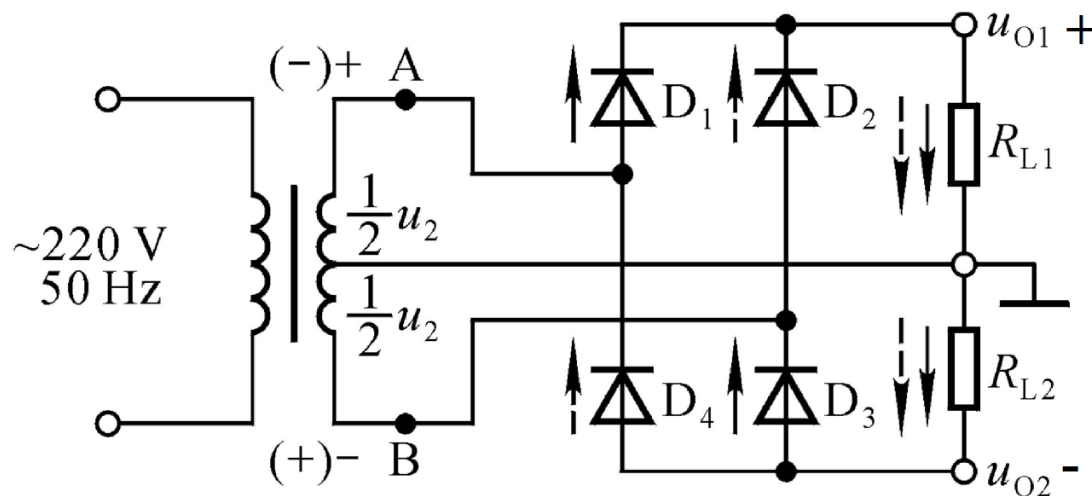 (-)+ A
D₁
D₂
u_O1 +
R_L1
~220 V
50 Hz
1/2 u₂
1/2 u₂
D₄
D₃
R_L2
(+)- B
u_O2 -